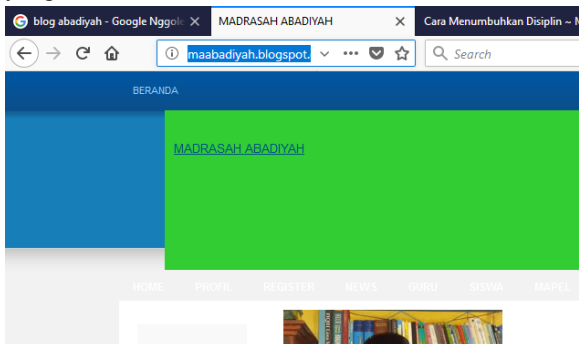 blog abadiyah - Google Nggole
MADRASAH ABADIYAH
Cara Menumbuhkan Disiplin ~ M
maabadiyah.blogspot.
Search
BERANDA
MADRASAH ABADIYAH
HOME PROFIL REGISTER NEWS GURU SISWA MAPEL